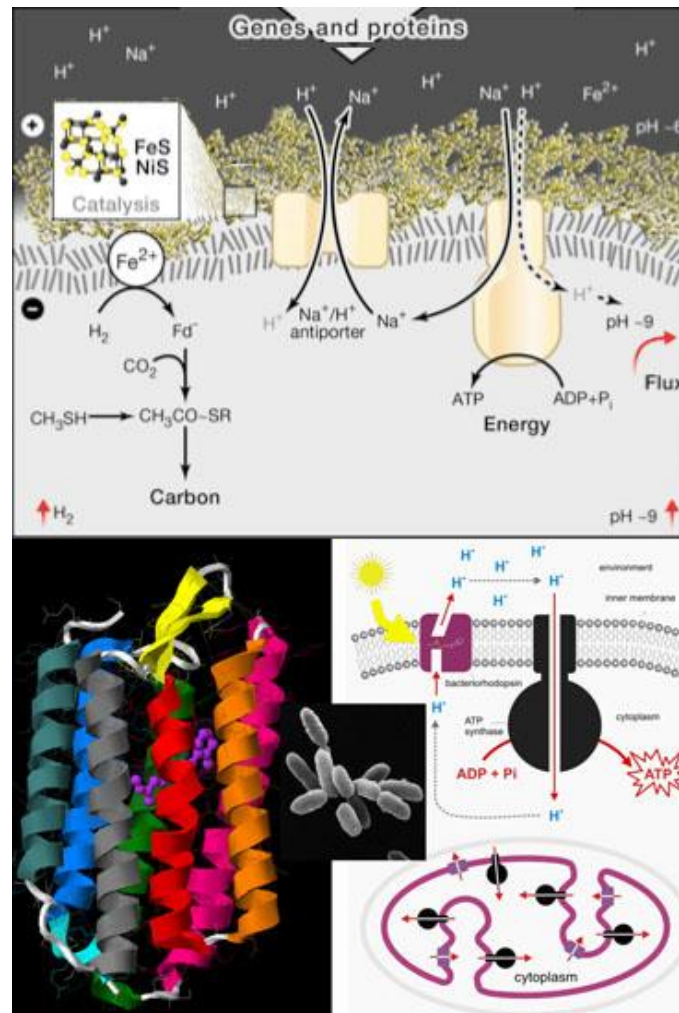 Genes and proteins
H⁺ Na⁺ H⁺ H⁺ H⁺ H⁺ Na⁺ H⁺ Na⁺ H⁺ Fe²⁺ H⁺
+
pH ~6
FeS
NiS
Catalysis
Fe²⁺
−
H₂ Fd⁻
H⁺ Na⁺/H⁺ Na⁺
antiporter
H⁺
pH ~9
CO₂
Flux
ATP ADP+Pᵢ
CH₃SH CH₃CO~SR
Energy
Carbon
H₂
pH ~9
H⁺ H⁺ H⁺
H⁺ H⁺ H⁺
environment
inner membrane
bacteriorhodopsin
H⁺
ATP
synthase
cytoplasm
ADP + Pi
ATP
H⁺
cytoplasm